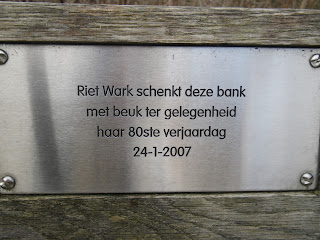 Riet Wark schenkt deze bank
met beuk ter gelegenheid
haar 80ste verjaardag
24-1-2007